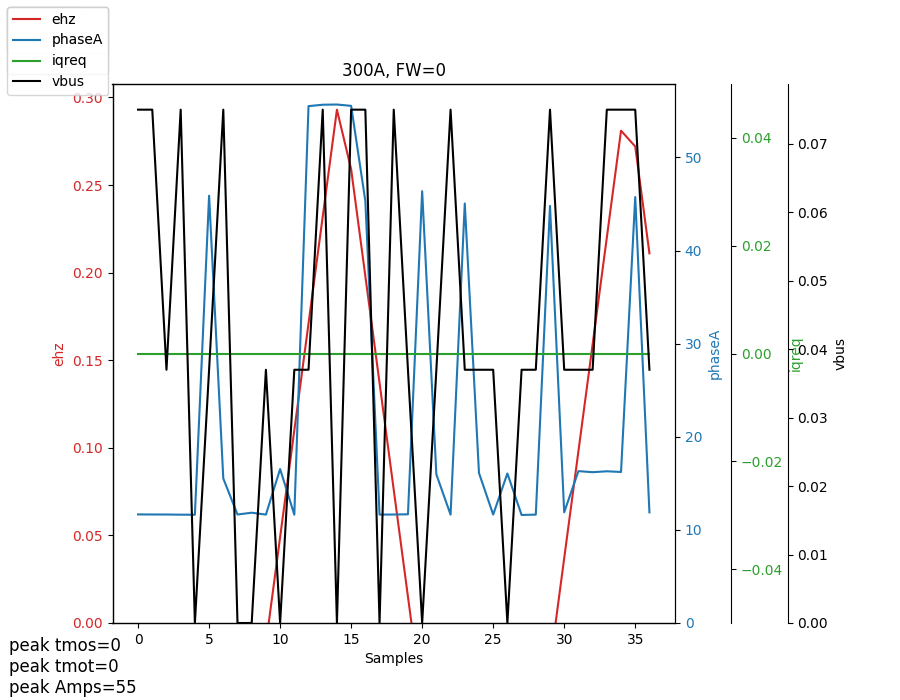 ehz
phaseA
iqreq
vbus
300A, FW=0
0.30
0.25
0.20
0.15
0.10
0.05
0.00
ehz
0
5
10
15
20
25
30
35
Samples
50
40
30
20
10
0
phaseA
0.04
0.02
0.00
−0.02
−0.04
iqreq
0.07
0.06
0.05
0.04
0.03
0.02
0.01
0.00
vbus
peak tmos=0
peak tmot=0
peak Amps=55